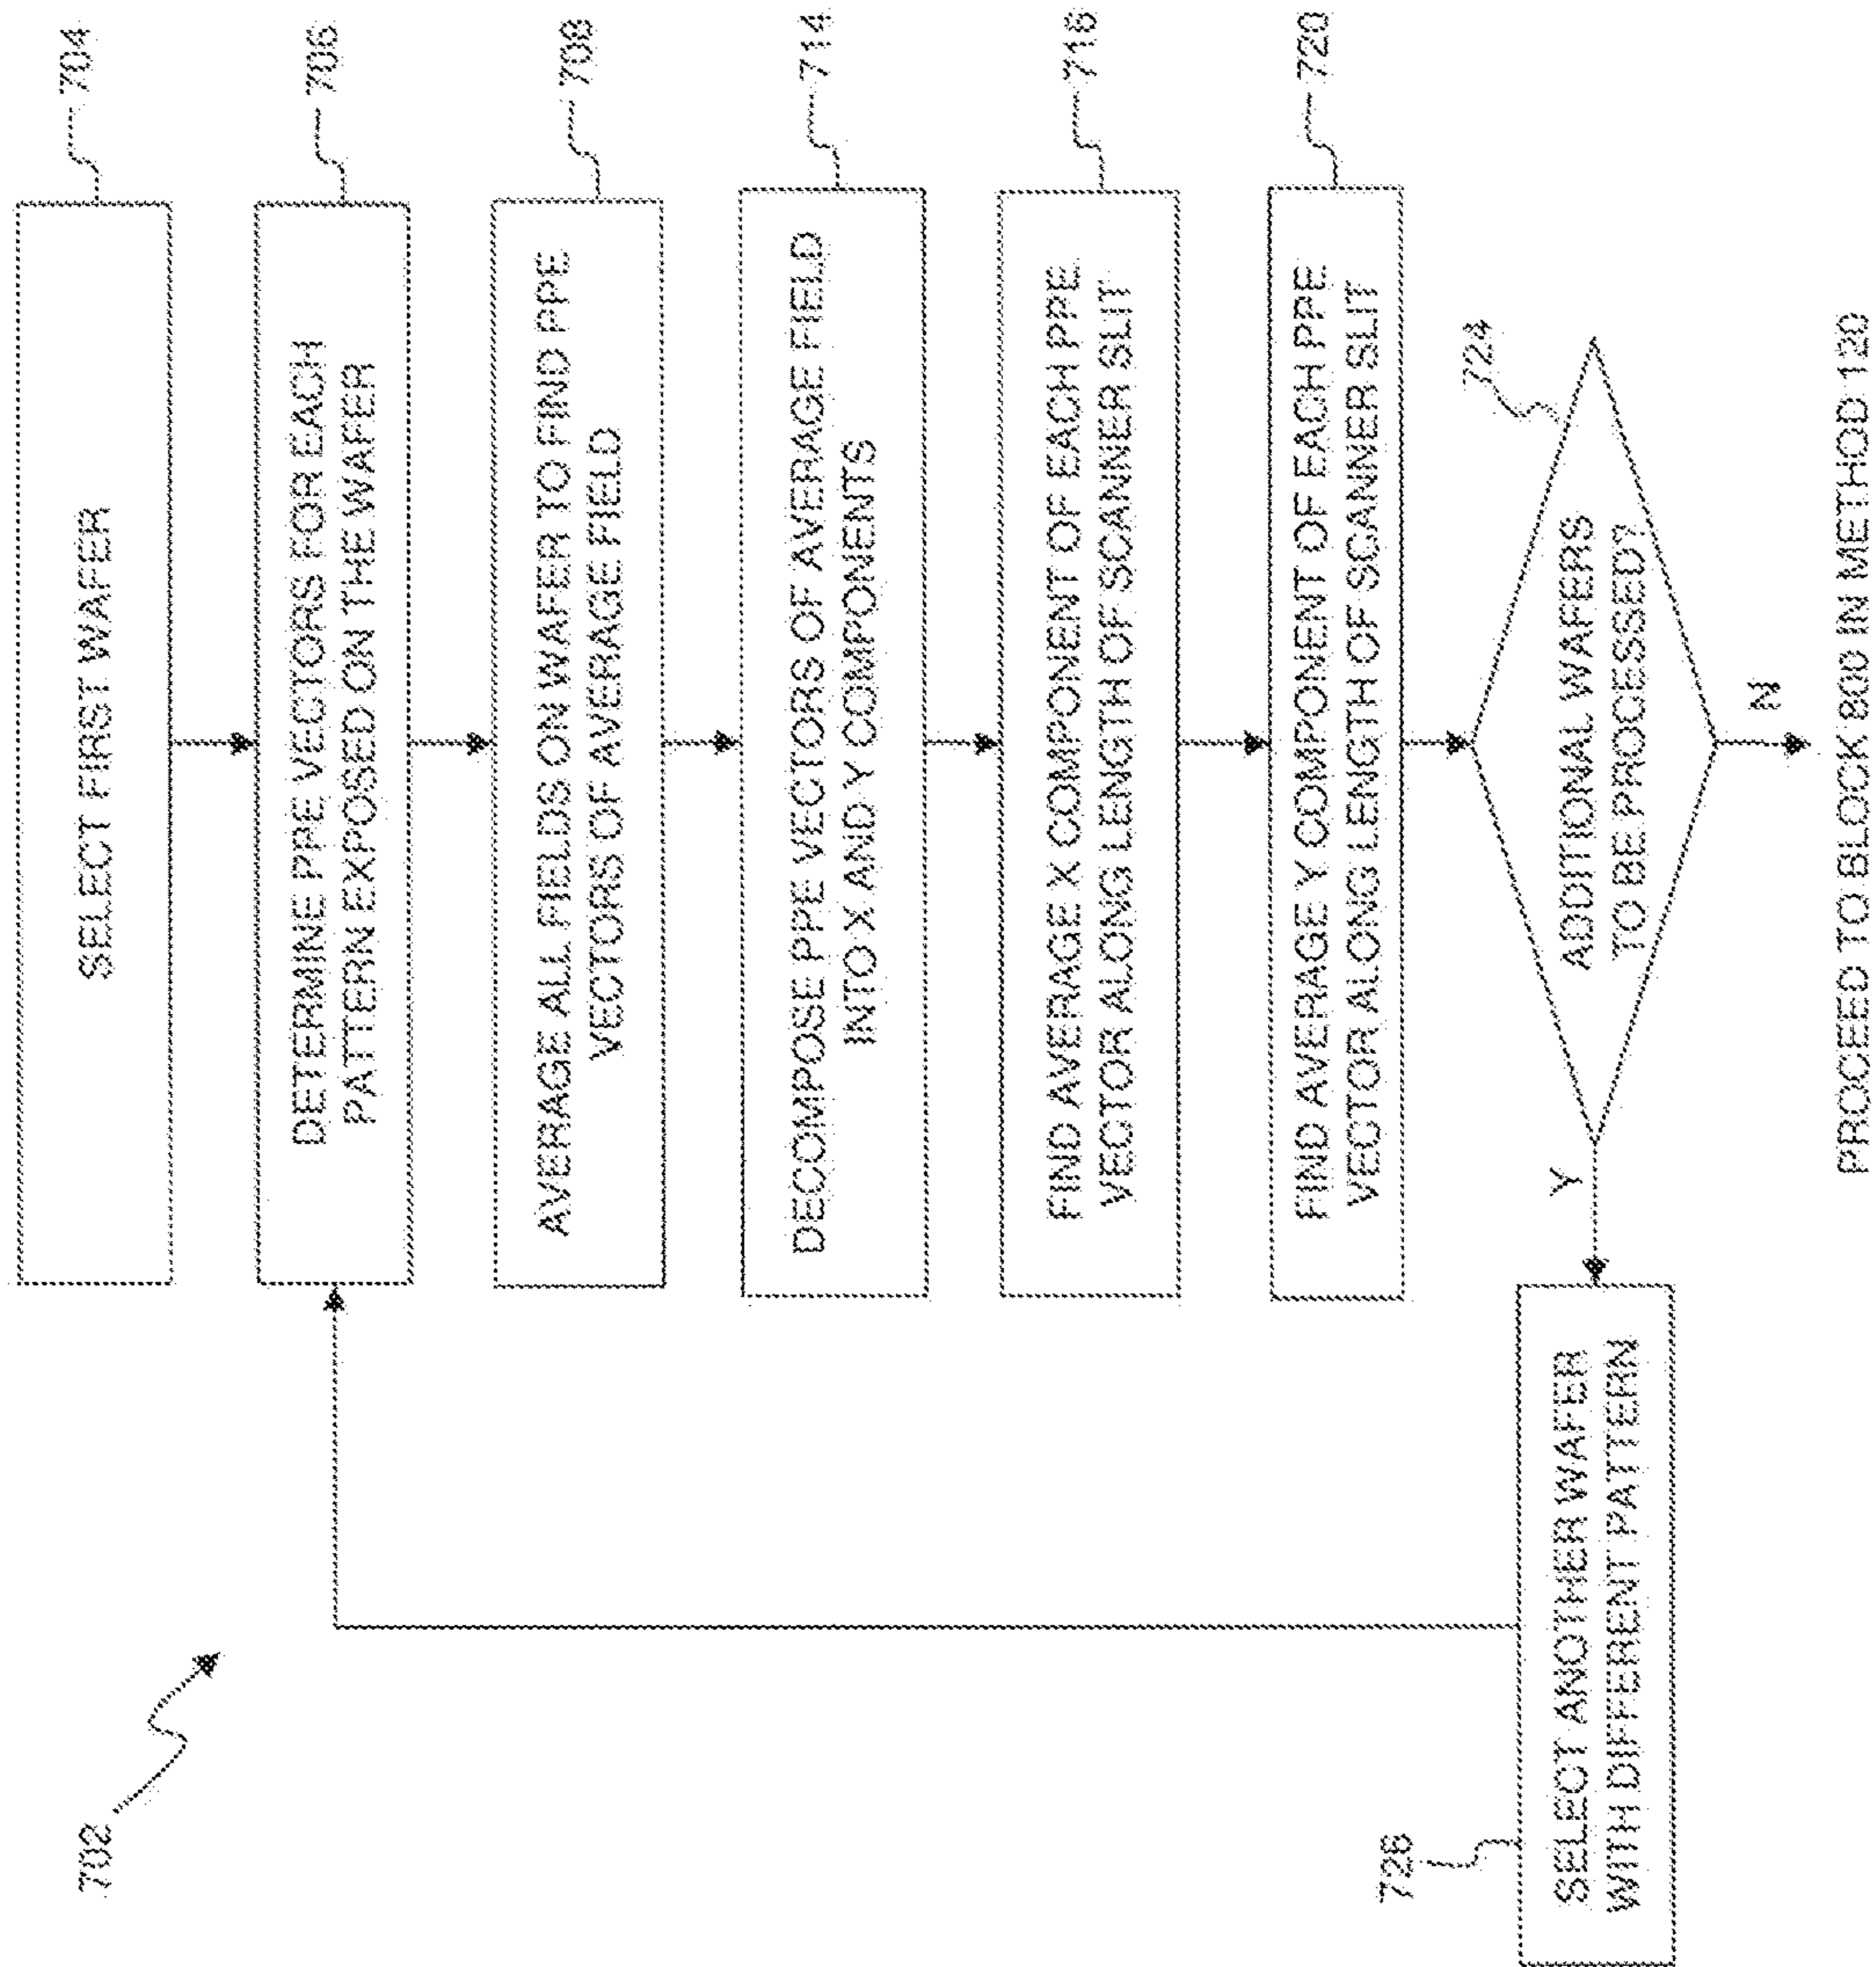 702
SELECT FIRST WAFER
704
DETERMINE PPE VECTORS FOR EACH
PATTERN EXPOSED ON THE WAFER
706
AVERAGE ALL FIELDS ON WAFER TO FIND PPE
VECTORS OF AVERAGE FIELD
708
DECOMPOSE PPE VECTORS OF AVERAGE FIELD
INTO X AND Y COMPONENTS
714
FIND AVERAGE X COMPONENT OF EACH PPE
VECTOR ALONG LENGTH OF SCANNER SLIT
716
FIND AVERAGE Y COMPONENT OF EACH PPE
VECTOR ALONG LENGTH OF SCANNER SLIT
720
724
ADDITIONAL WAFERS
TO BE PROCESSED?
Y
N
726
SELECT ANOTHER WAFER
WITH DIFFERENT PATTERN
PROCEED TO BLOCK 800 IN METHOD 120